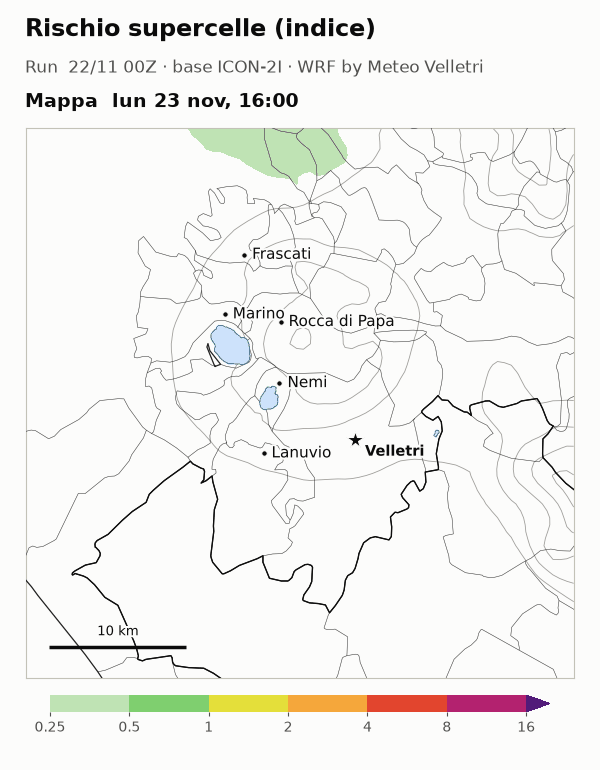 Rischio supercelle (indice)
Run  22/11 00Z · base ICON-2I · WRF by Meteo Velletri
Mappa  lun 23 nov, 16:00
Frascati
Marino
Rocca di Papa
Nemi
Velletri
Lanuvio
10 km
0.25 0.5 1 2 4 8 16